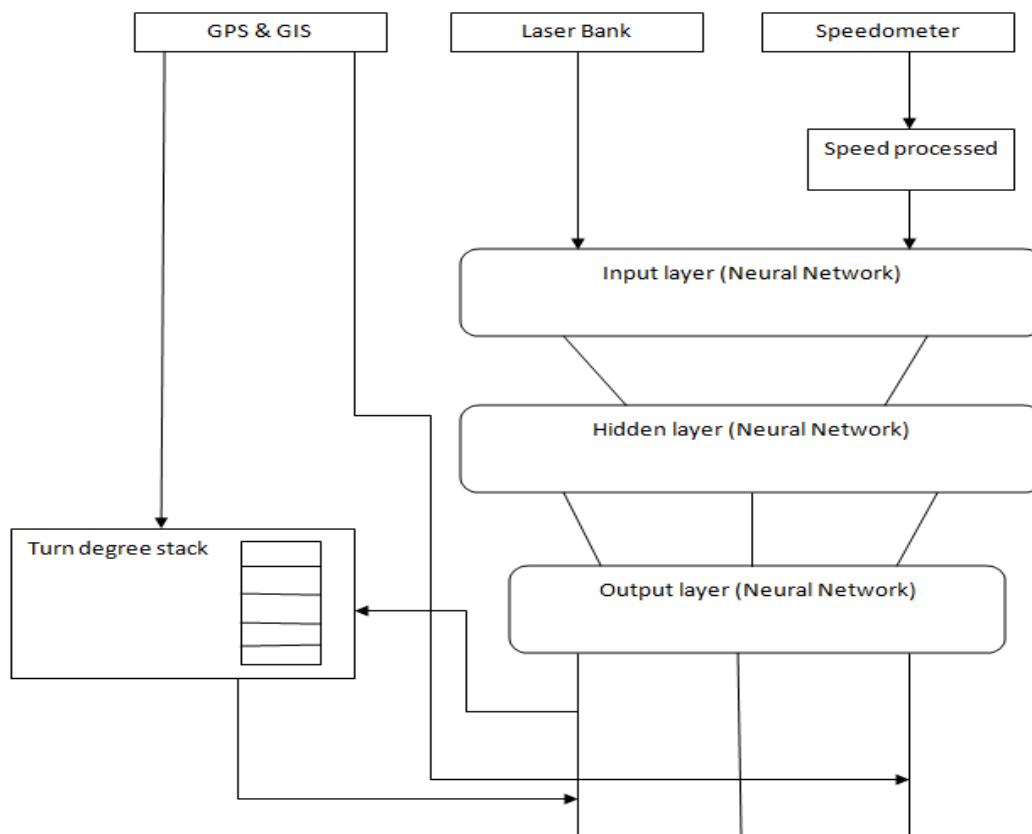 GPS & GIS
Laser Bank
Speedometer
Speed processed
Input layer (Neural Network)
Hidden layer (Neural Network)
Turn degree stack
Output layer (Neural Network)